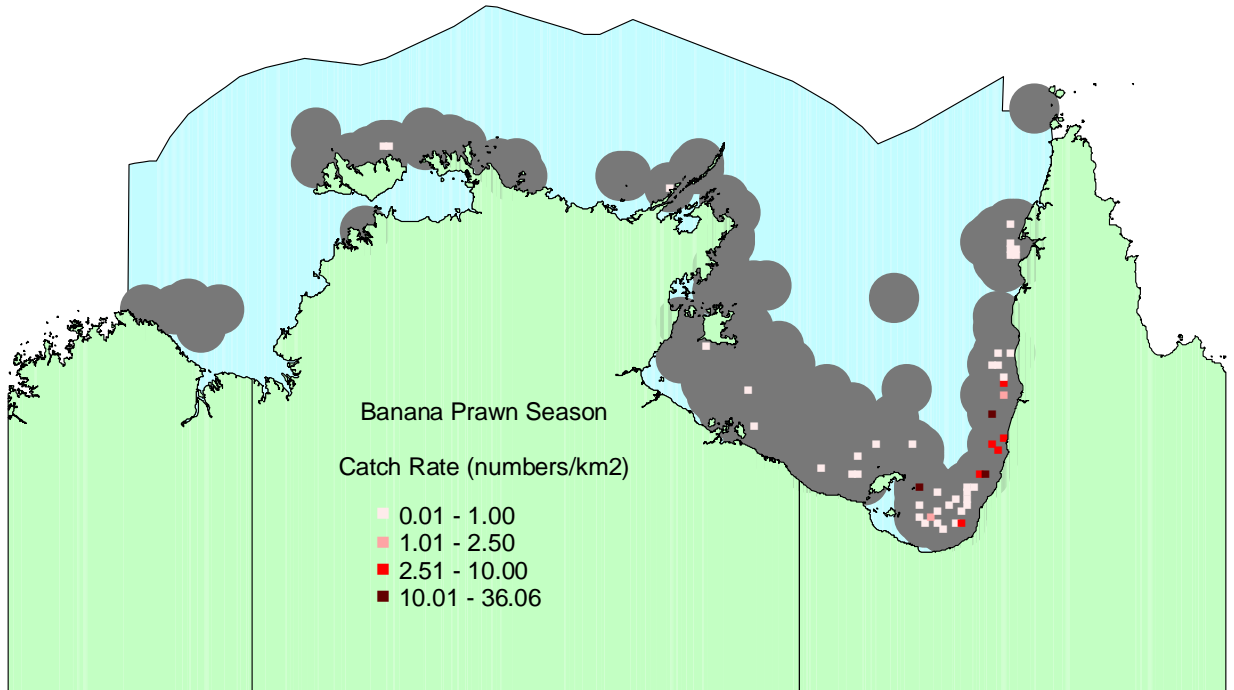 Banana Prawn Season
Catch Rate (numbers/km2)
0.01 - 1.00
1.01 - 2.50
2.51 - 10.00
10.01 - 36.06